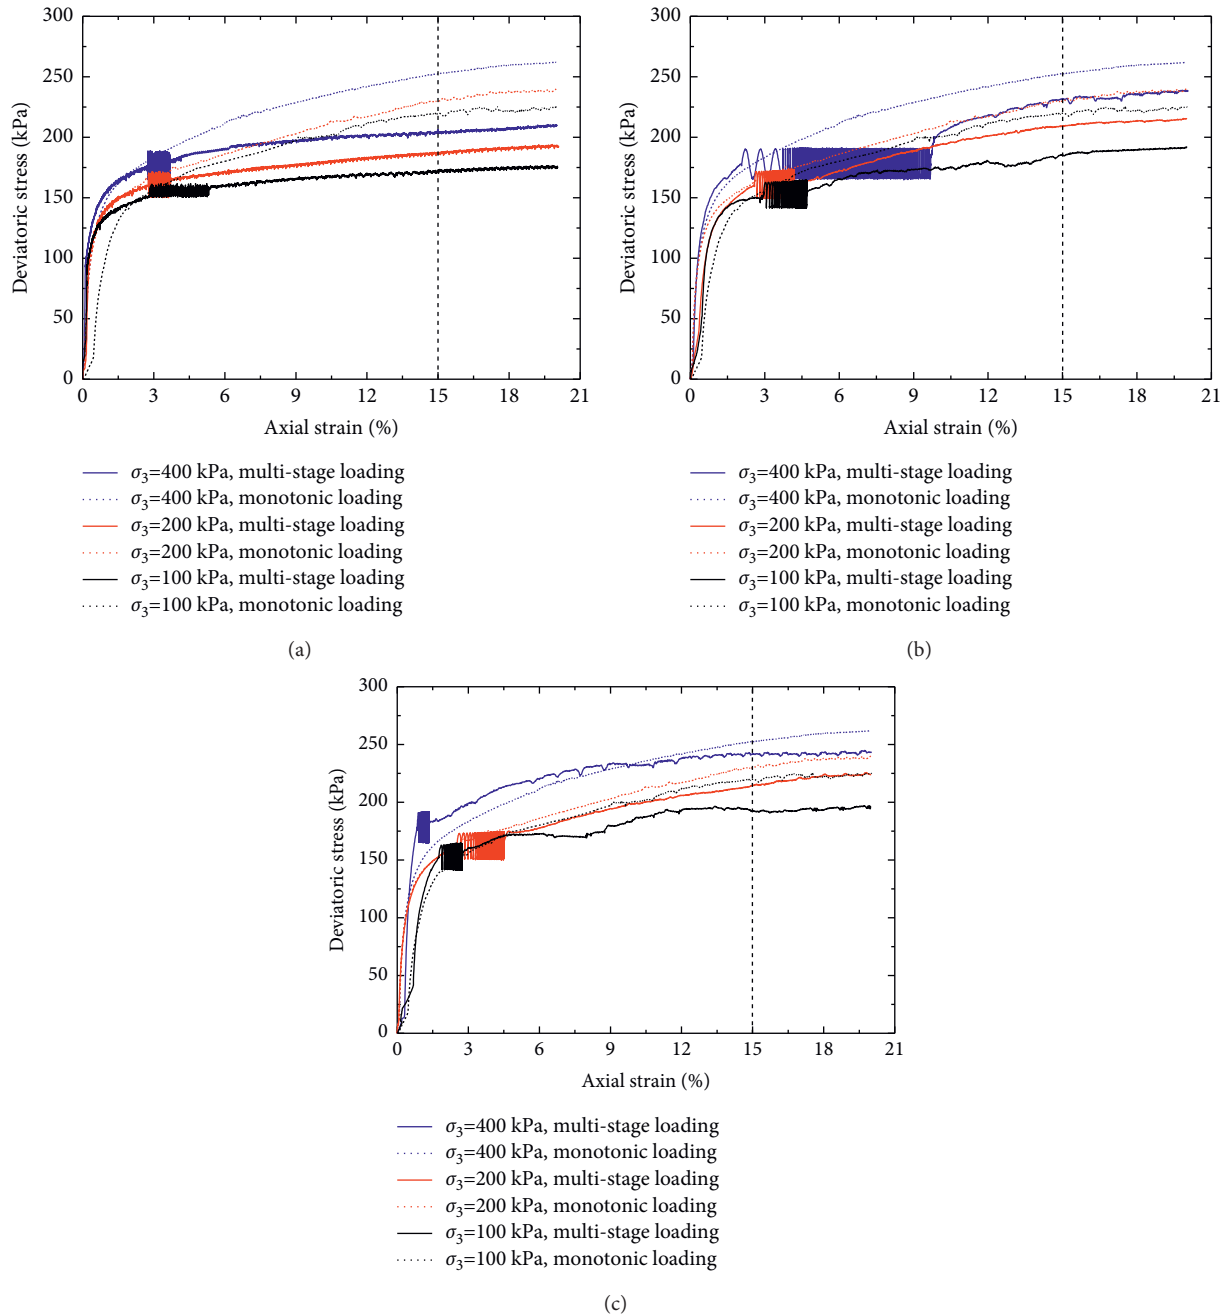 300
250
200
150
100
50
0
Deviatoric stress (kPa)
0 3 6 9 12 15 18 21
Axial strain (%)
σ3=400 kPa, multi-stage loading
σ3=400 kPa, monotonic loading
σ3=200 kPa, multi-stage loading
σ3=200 kPa, monotonic loading
σ3=100 kPa, multi-stage loading
σ3=100 kPa, monotonic loading
(a)
300
250
200
150
100
50
0
Deviatoric stress (kPa)
0 3 6 9 12 15 18 21
Axial strain (%)
σ3=400 kPa, multi-stage loading
σ3=400 kPa, monotonic loading
σ3=200 kPa, multi-stage loading
σ3=200 kPa, monotonic loading
σ3=100 kPa, multi-stage loading
σ3=100 kPa, monotonic loading
(b)
300
250
200
150
100
50
0
Deviatoric stress (kPa)
0 3 6 9 12 15 18 21
Axial strain (%)
σ3=400 kPa, multi-stage loading
σ3=400 kPa, monotonic loading
σ3=200 kPa, multi-stage loading
σ3=200 kPa, monotonic loading
σ3=100 kPa, multi-stage loading
σ3=100 kPa, monotonic loading
(c)